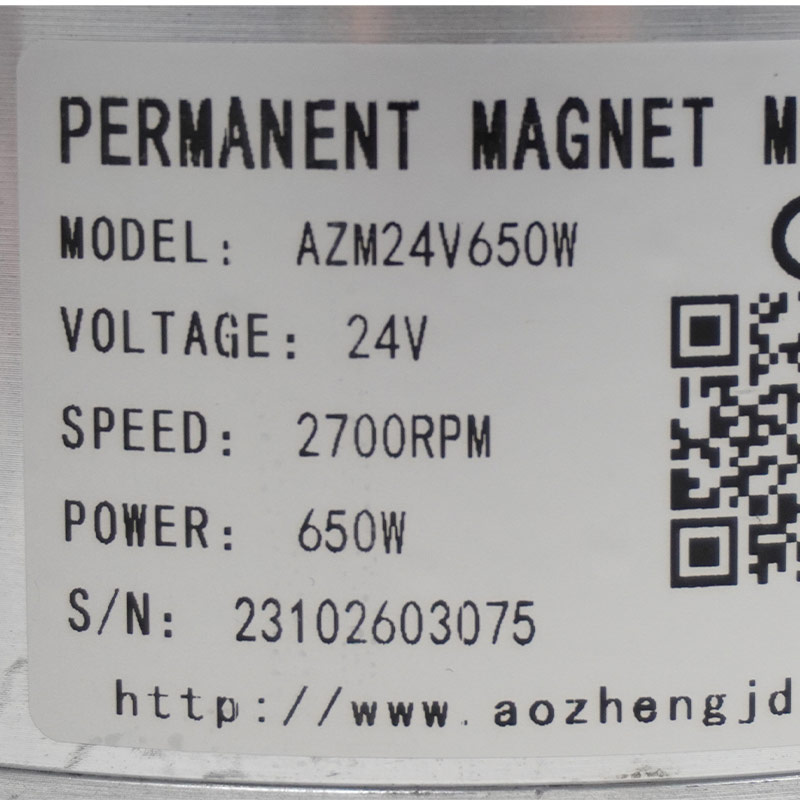 PERMANENT MAGNET M
MODEL: AZM24V650W
VOLTAGE: 24V
SPEED: 2700RPM
POWER: 650W
S/N: 23102603075
http://www.aozhengjd